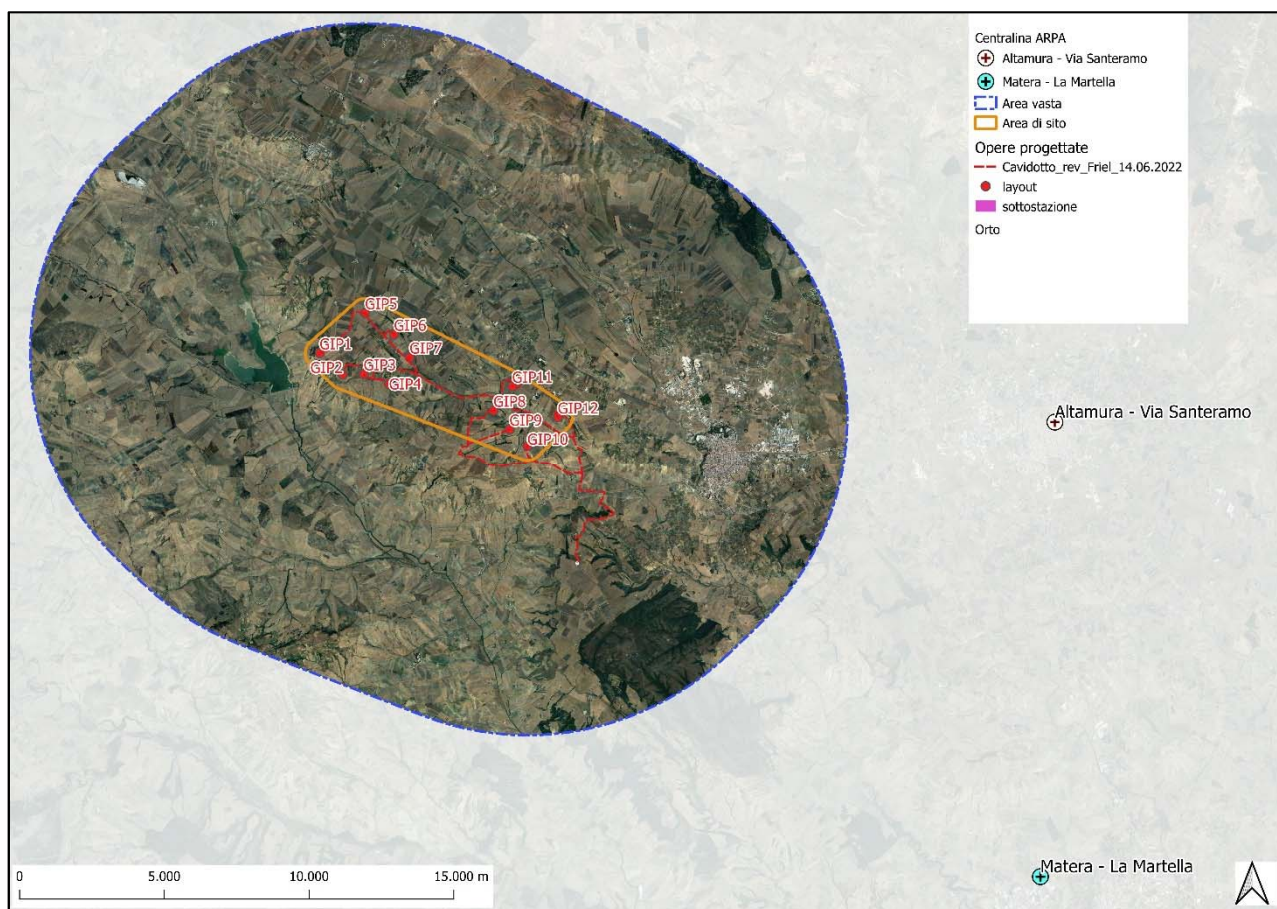 Centralina ARPA
Altamura - Via Santeramo
Matera - La Martella
Area vasta
Area di sito
Opere progettate
Cavidotto_rev_Friel_14.06.2022
layout
sottostazione
Orto
GIP5
GIP6
GIP1
GIP7
GIP2
GIP3
GIP4
GIP11
GIP8
GIP12
GIP9
GIP10
Altamura - Via Santeramo
Matera - La Martella
0 5.000 10.000 15.000 m